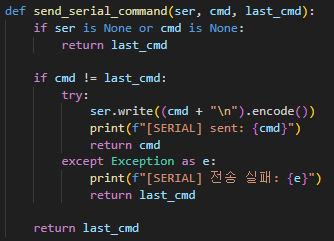 def send_serial_command(ser, cmd, last_cmd):
    if ser is None or cmd is None:
        return last_cmd

    if cmd != last_cmd:
        try:
            ser.write((cmd + "\n").encode())
            print(f"[SERIAL] sent: {cmd}")
            return cmd
        except Exception as e:
            print(f"[SERIAL] 전송 실패: {e}")
            return last_cmd

    return last_cmd